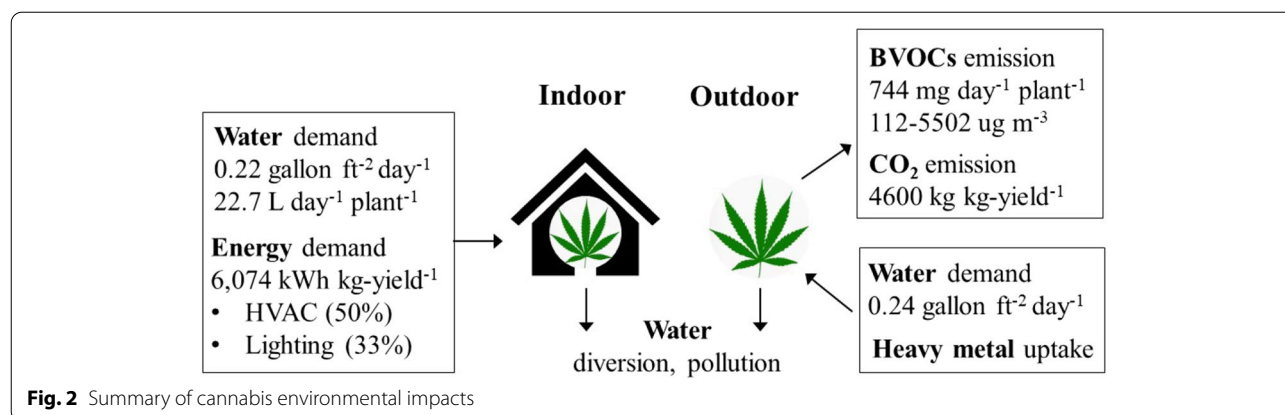 Indoor
Outdoor
Water demand
0.22 gallon ft⁻² day⁻¹
22.7 L day⁻¹ plant⁻¹
Energy demand
6,074 kWh kg-yield⁻¹
• HVAC (50%)
• Lighting (33%)
BVOCs emission
744 mg day⁻¹ plant⁻¹
112-5502 ug m⁻³
CO₂ emission
4600 kg kg-yield⁻¹
Water demand
0.24 gallon ft⁻² day⁻¹
Heavy metal uptake
Water
diversion, pollution
Fig. 2 Summary of cannabis environmental impacts